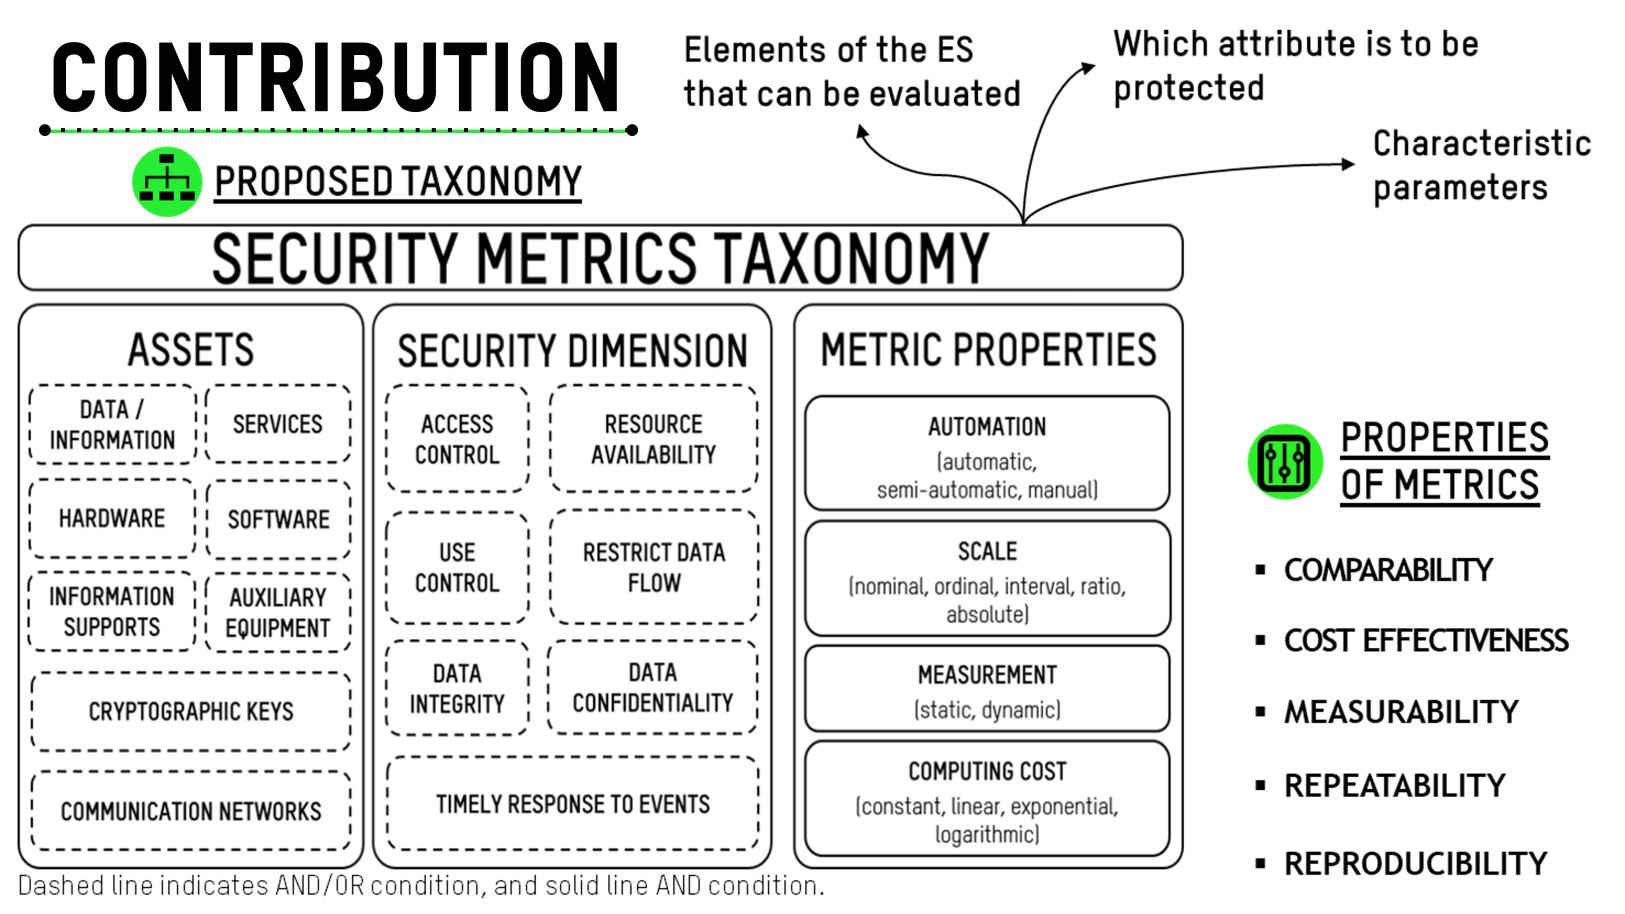 CONTRIBUTION
Elements of the ES
that can be evaluated
Which attribute is to be
protected
Characteristic
parameters
PROPOSED TAXONOMY
SECURITY METRICS TAXONOMY
ASSETS
DATA /
INFORMATION
SERVICES
HARDWARE
SOFTWARE
INFORMATION
SUPPORTS
AUXILIARY
EQUIPMENT
CRYPTOGRAPHIC KEYS
COMMUNICATION NETWORKS
SECURITY DIMENSION
ACCESS
CONTROL
RESOURCE
AVAILABILITY
USE
CONTROL
RESTRICT DATA
FLOW
DATA
INTEGRITY
DATA
CONFIDENTIALITY
TIMELY RESPONSE TO EVENTS
METRIC PROPERTIES
AUTOMATION
(automatic,
semi-automatic, manual)
SCALE
(nominal, ordinal, interval, ratio,
absolute)
MEASUREMENT
(static, dynamic)
COMPUTING COST
(constant, linear, exponential,
logarithmic)
Dashed line indicates AND/OR condition, and solid line AND condition.
PROPERTIES
OF METRICS
▪ COMPARABILITY
▪ COST EFFECTIVENESS
▪ MEASURABILITY
▪ REPEATABILITY
▪ REPRODUCIBILITY